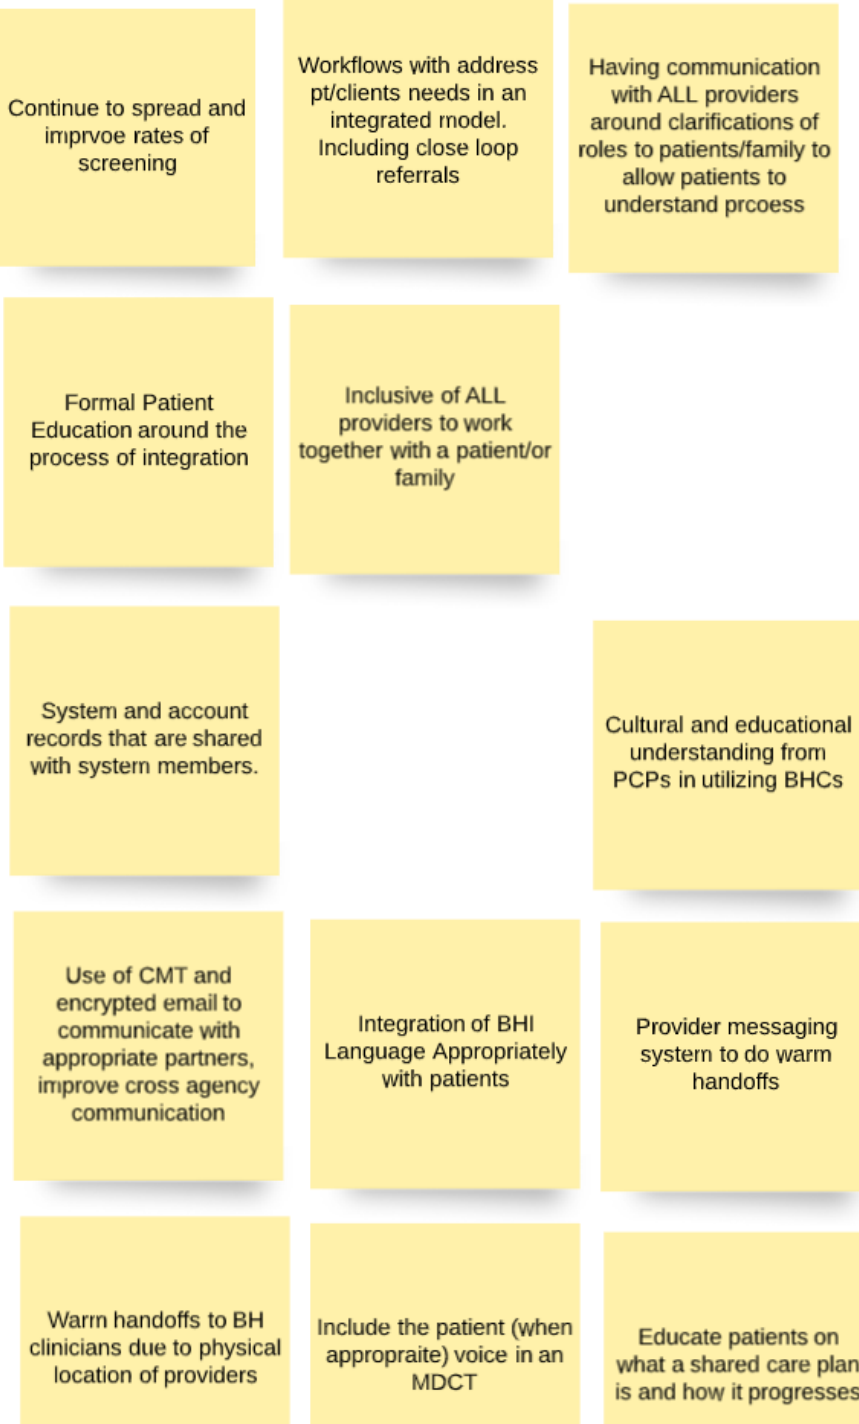 Continue to spread and
imprvoe rates of
screening
Workflows with address
pt/clients needs in an
integrated model.
Including close loop
referrals
Having communication
with ALL providers
around clarifications of
roles to patients/family to
allow patients to
understand prcoess
Formal Patient
Education around the
process of integration
Inclusive of ALL
providers to work
together with a patient/or
family
System and account
records that are shared
with system members.
Cultural and educational
understanding from
PCPs in utilizing BHCs
Use of CMT and
encrypted email to
communicate with
appropriate partners,
improve cross agency
communication
Integration of BHI
Language Appropriately
with patients
Provider messaging
system to do warm
handoffs
Warm handoffs to BH
clinicians due to physical
location of providers
Include the patient (when
appropraite) voice in an
MDCT
Educate patients on
what a shared care plan
is and how it progresses